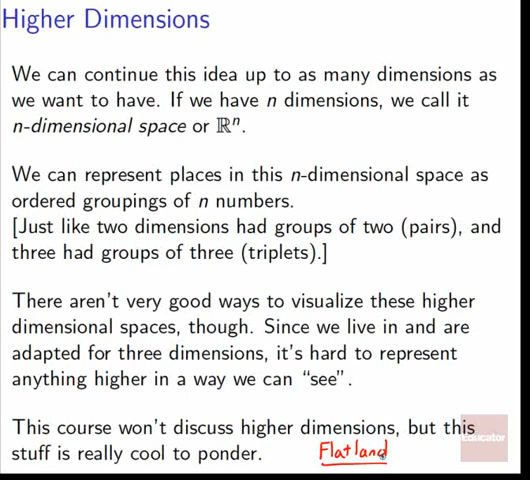 Higher Dimensions
We can continue this idea up to as many dimensions as
we want to have. If we have n dimensions, we call it
n-dimensional space or ℝⁿ.
We can represent places in this n-dimensional space as
ordered groupings of n numbers.
[Just like two dimensions had groups of two (pairs), and
three had groups of three (triplets).]
There aren't very good ways to visualize these higher
dimensional spaces, though. Since we live in and are
adapted for three dimensions, it's hard to represent
anything higher in a way we can “see”.
This course won't discuss higher dimensions, but this
stuff is really cool to ponder. Flatland
Educator